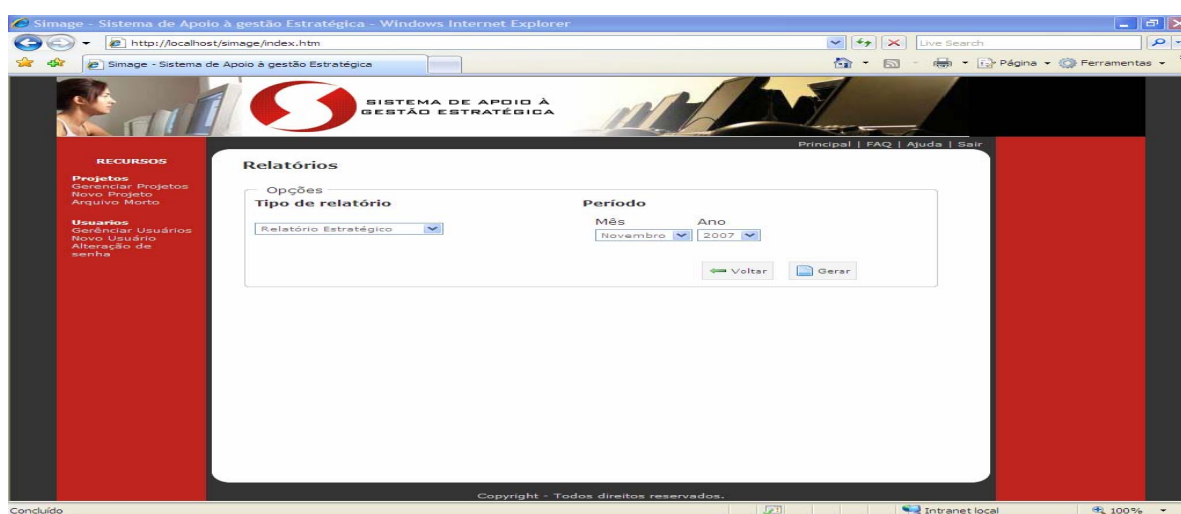 Simage - Sistema de Apoio à gestão Estratégica - Windows Internet Explorer
http://localhost/simage/index.htm
Live Search
Simage - Sistema de Apoio à gestão Estratégica
Página
Ferramentas
SISTEMA DE APOIO À
GESTÃO ESTRATÉGICA
Principal | FAQ | Ajuda | Sair
RECURSOS
Projetos
Gerenciar Projetos
Novo Projeto
Arquivo Morto
Usuarios
Gerênciar Usuários
Novo Usuário
Alteração de
senha
Relatórios
Opções
Tipo de relatório
Relatório Estratégico
Período
Mês Ano
Novembro 2007
Voltar Gerar
Copyright - Todos direitos reservados.
Concluído
Intranet local
100%